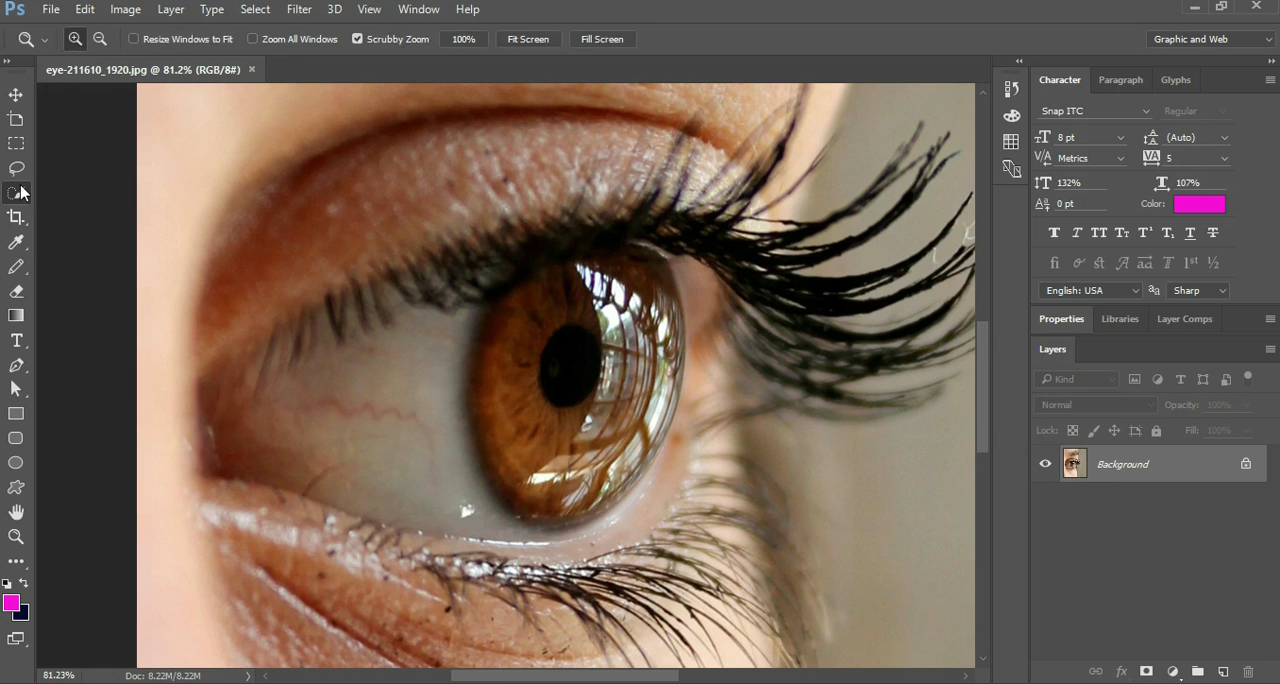 Ps File Edit Image Layer Type Select Filter 3D View Window Help
Resize Windows to Fit Zoom All Windows Scrubby Zoom 100% Fit Screen Fill Screen Graphic and Web
eye-211610_1920.jpg @ 81.2% (RGB/8#) ×
Character Paragraph Glyphs
Snap ITC Regular
8 pt (Auto)
Metrics 5
132% 107%
0 pt Color:
English: USA Sharp
Properties Libraries Layer Comps
Layers
Kind
Normal Opacity: 100%
Lock: Fill: 100%
Background
81.23% Doc: 8.22M/8.22M